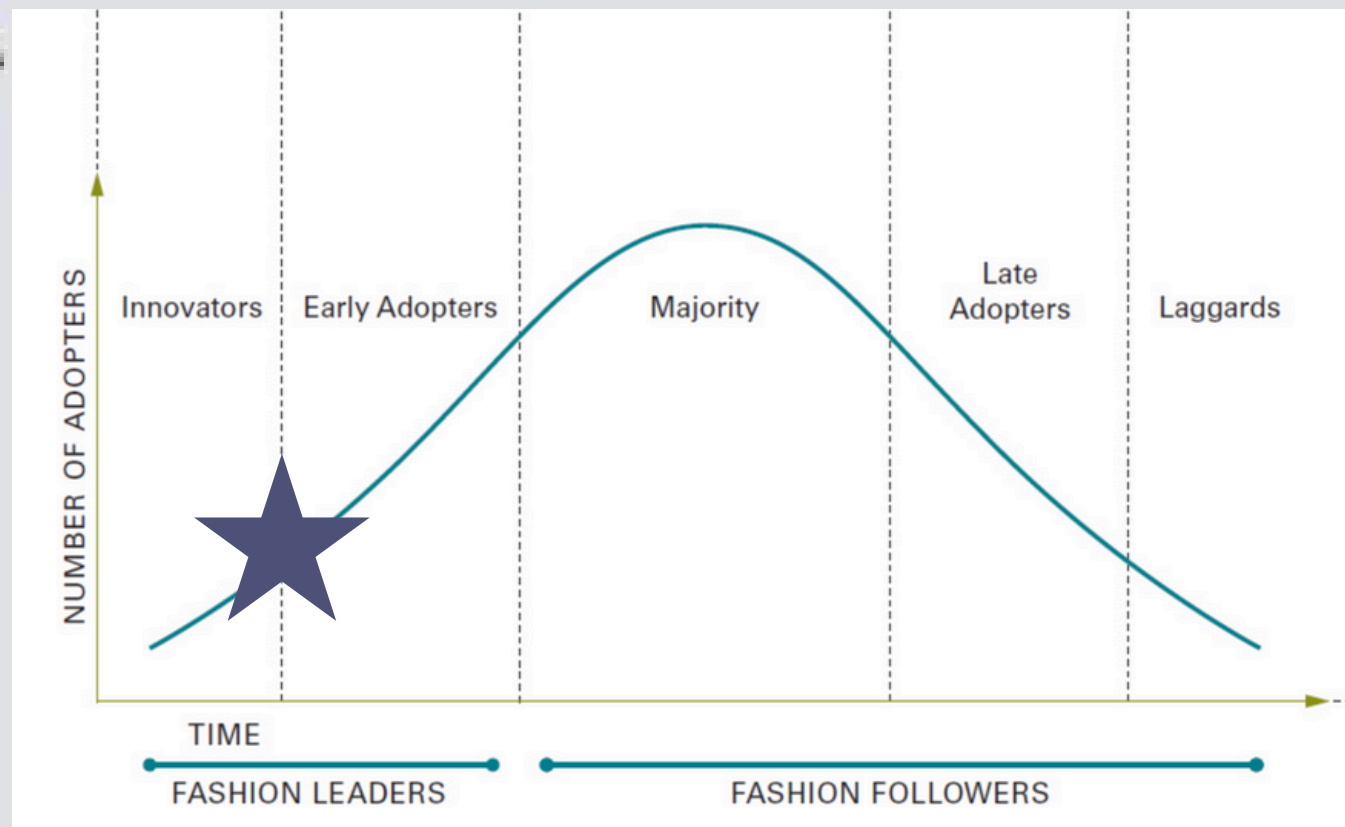 NUMBER OF ADOPTERS
Innovators
Early Adopters
Majority
Late
Adopters
Laggards
TIME
FASHION LEADERS
FASHION FOLLOWERS